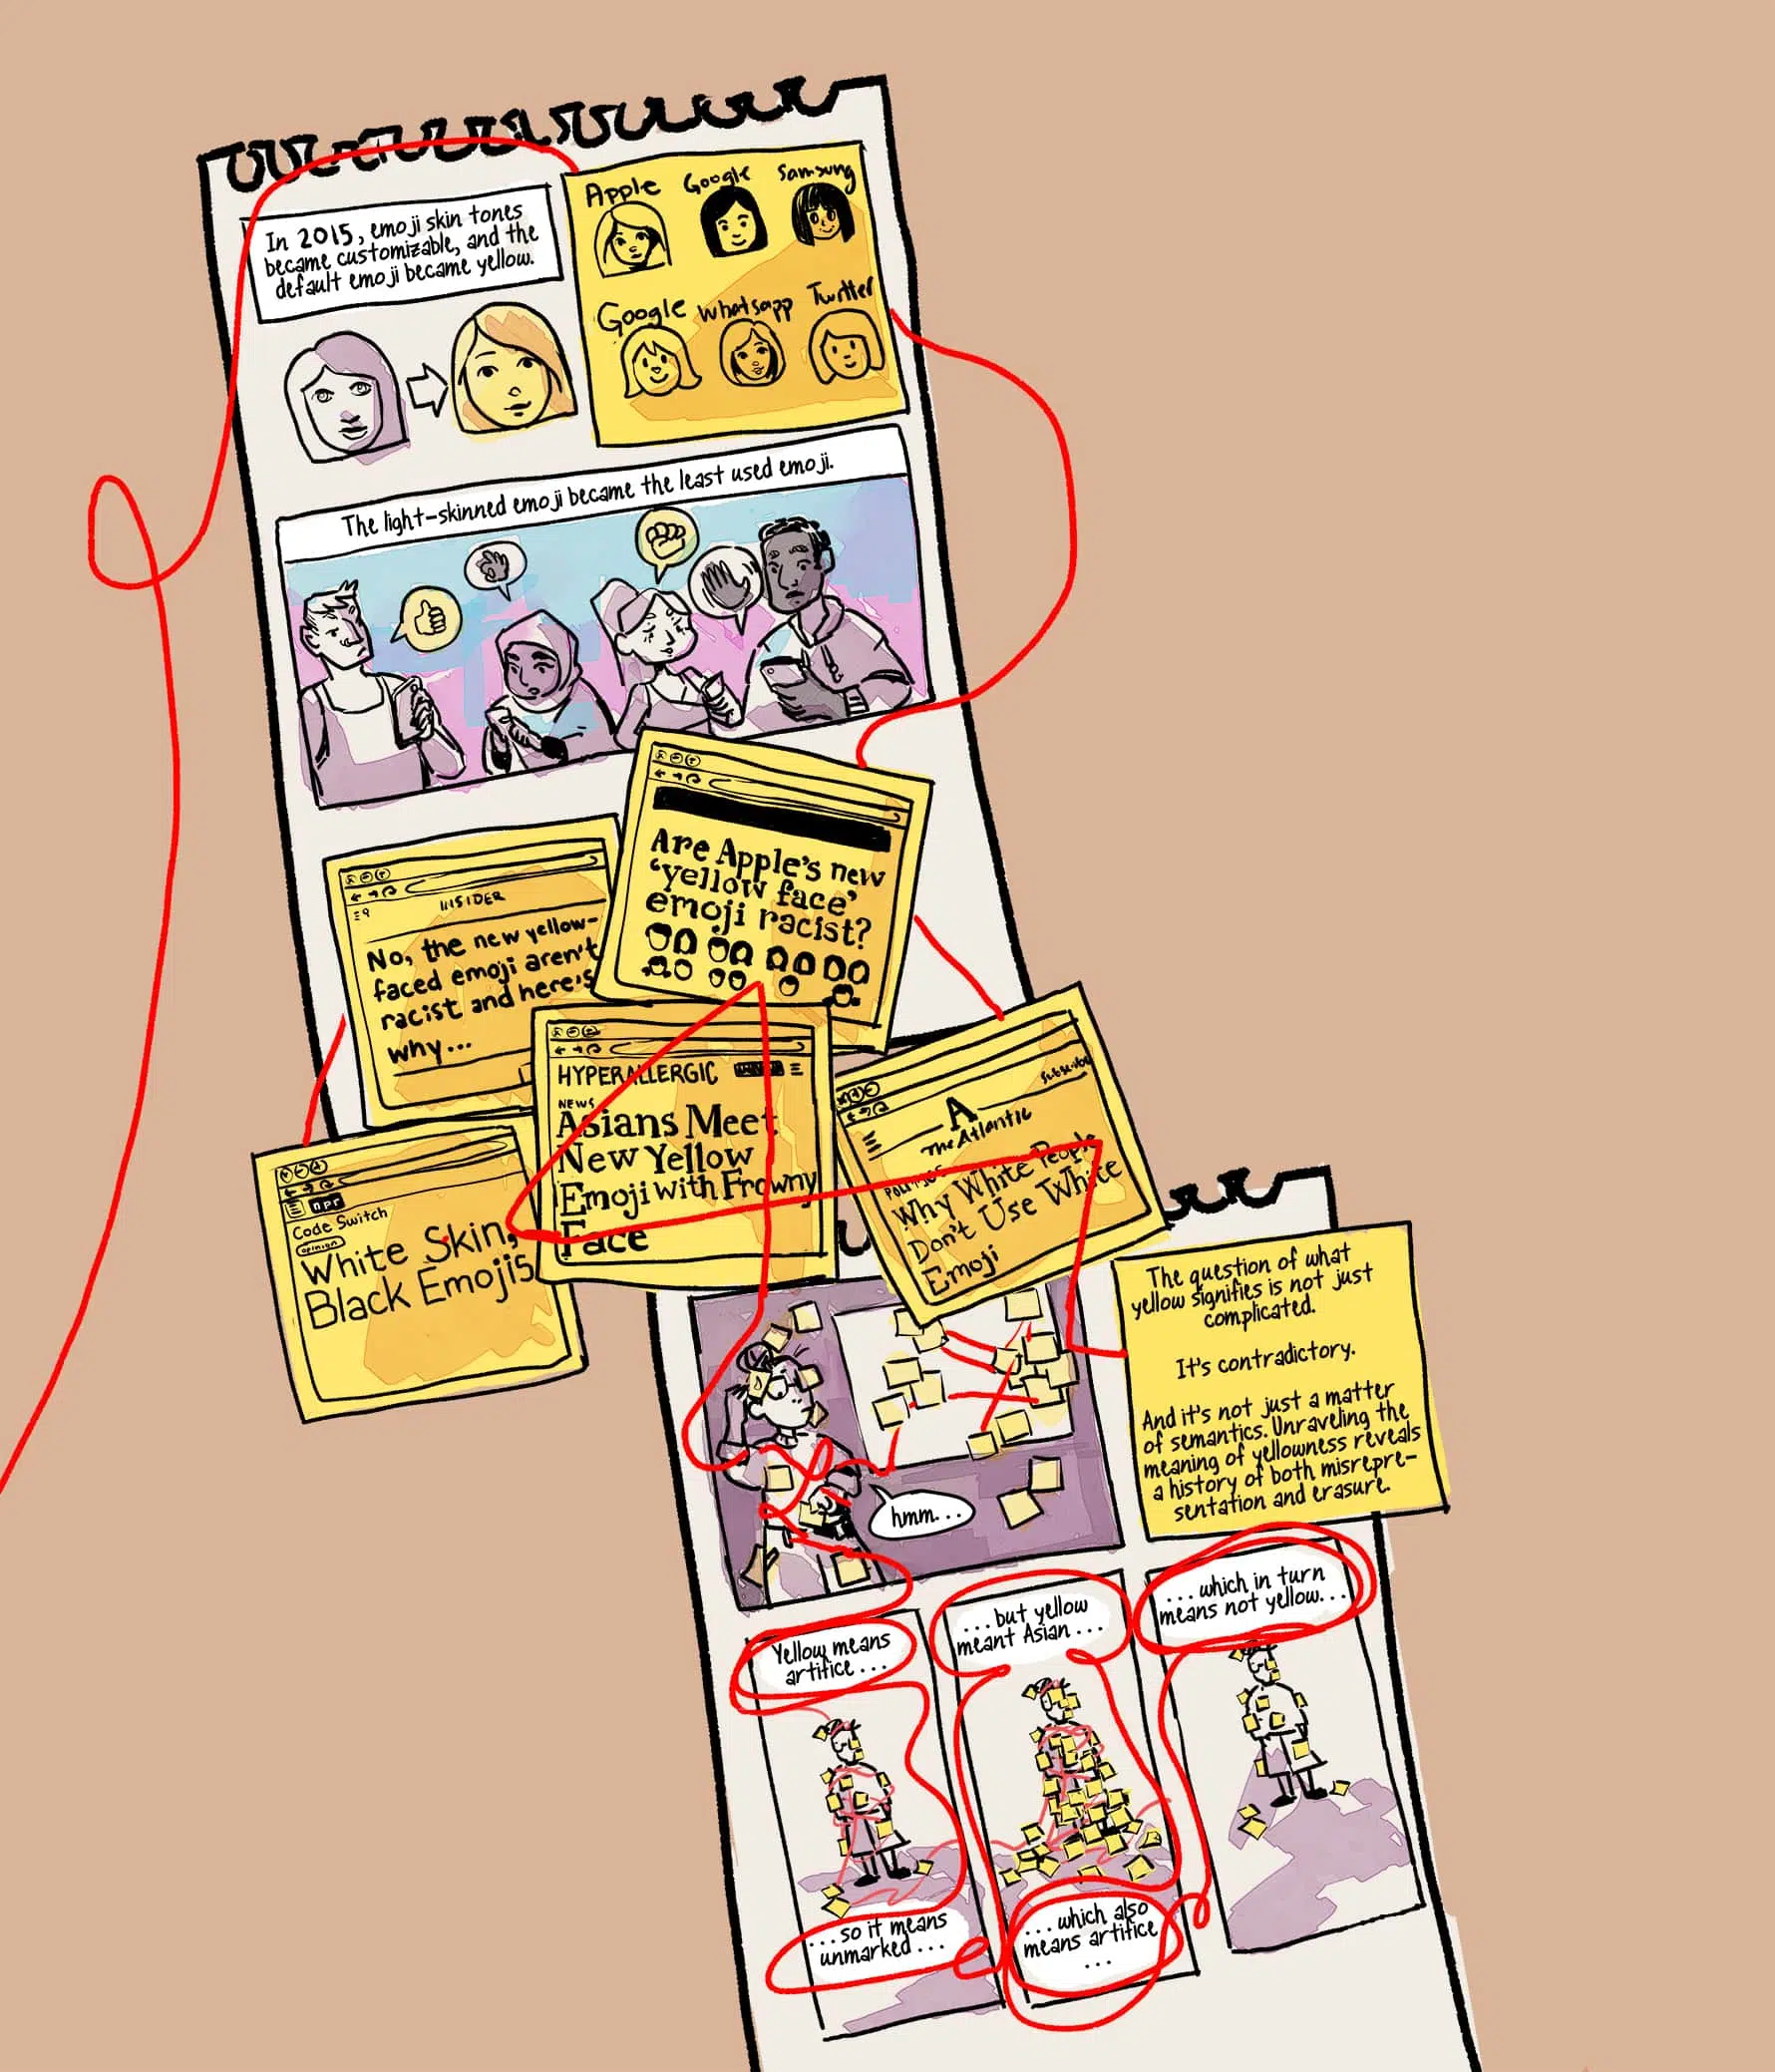 In 2015, emoji skin tones
became customizable, and the
default emoji became yellow.
Apple
Google
Samsung
Google
Whatsapp
Twitter
The light-skinned emoji became the least used emoji.
Are Apple's new
'yellow face'
emoji racist?
INSIDER
No, the new yellow-
faced emoji aren't
racist and here's
why...
HYPERALLERGIC
NEWS
Asians Meet
New Yellow
Emoji with Frowny
Face
Subscribe
A
The Atlantic
POLITICS
Why White People
Don't Use White
Emoji
npr
Code Switch
opinion
White Skin,
Black Emojis
The question of what
yellow signifies is not just
complicated.
It's contradictory.
And it's not just a matter
of semantics. Unraveling the
meaning of yellowness reveals
a history of both misrepre-
sentation and erasure.
hmm...
Yellow means
artifice...
...so it means
unmarked...
...but yellow
meant Asian...
...which also
means artifice
...
...which in turn
means not yellow...